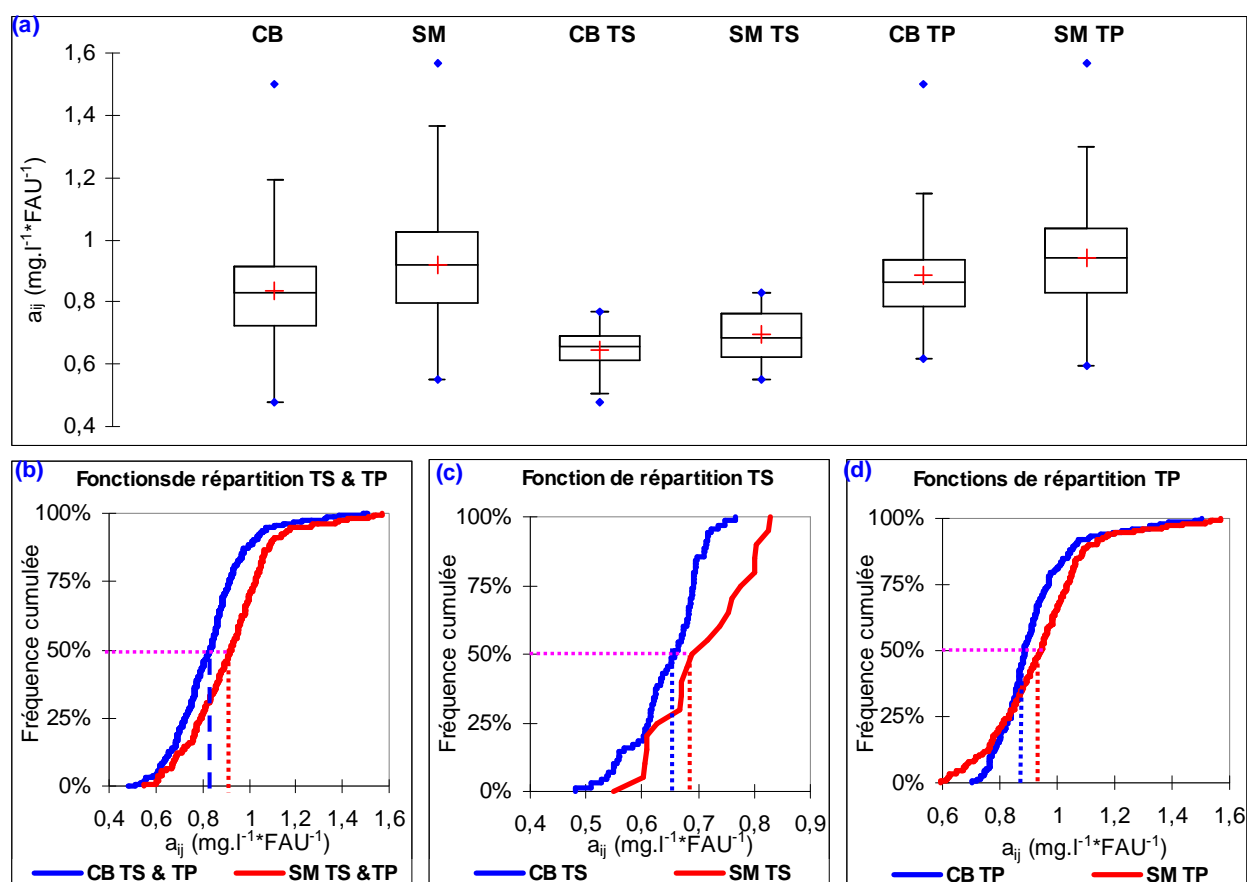 (a)
CB SM CB TS SM TS CB TP SM TP
1,6
1,4
1,2
1
0,8
0,6
0,4
a_ij (mg.l⁻¹*FAU⁻¹)
(b)
Fonctionsde répartition TS & TP
100%
75%
50%
25%
0%
Fréquence cumulée
0,4 0,6 0,8 1 1,2 1,4 1,6
a_ij (mg.l⁻¹*FAU⁻¹)
CB TS & TP SM TS &TP
(c)
Fonction de répartition TS
100%
75%
50%
25%
0%
Fréquence cumulée
0,4 0,5 0,6 0,7 0,8 0,9
a_ij (mg.l⁻¹*FAU⁻¹)
CB TS SM TS
(d)
Fonctions de répartition TP
100%
75%
50%
25%
0%
Fréquence cumulée
0,6 0,8 1 1,2 1,4 1,6
a_ij (mg.l⁻¹*FAU⁻¹)
CB TP SM TP